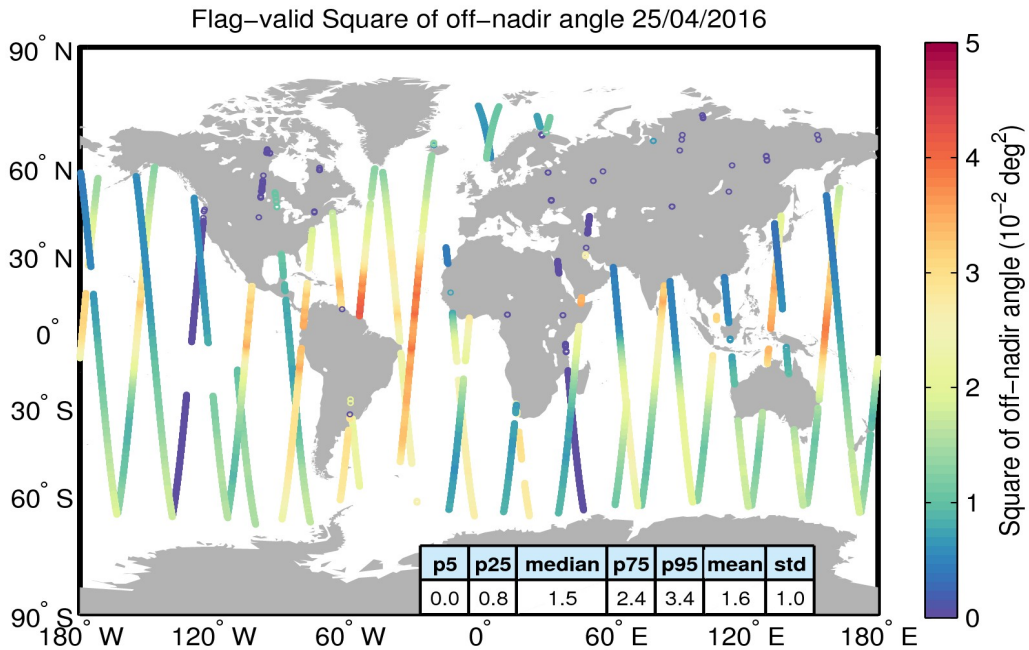 Flag−valid Square of off−nadir angle 25/04/2016
90° N
60° N
30° N
0°
30° S
60° S
90° S
180° W
120° W
60° W
0°
60° E
120° E
180° E
p5 p25 median p75 p95 mean std
0.0 0.8 1.5 2.4 3.4 1.6 1.0
5
4
3
2
1
0
Square of off−nadir angle (10⁻² deg²)